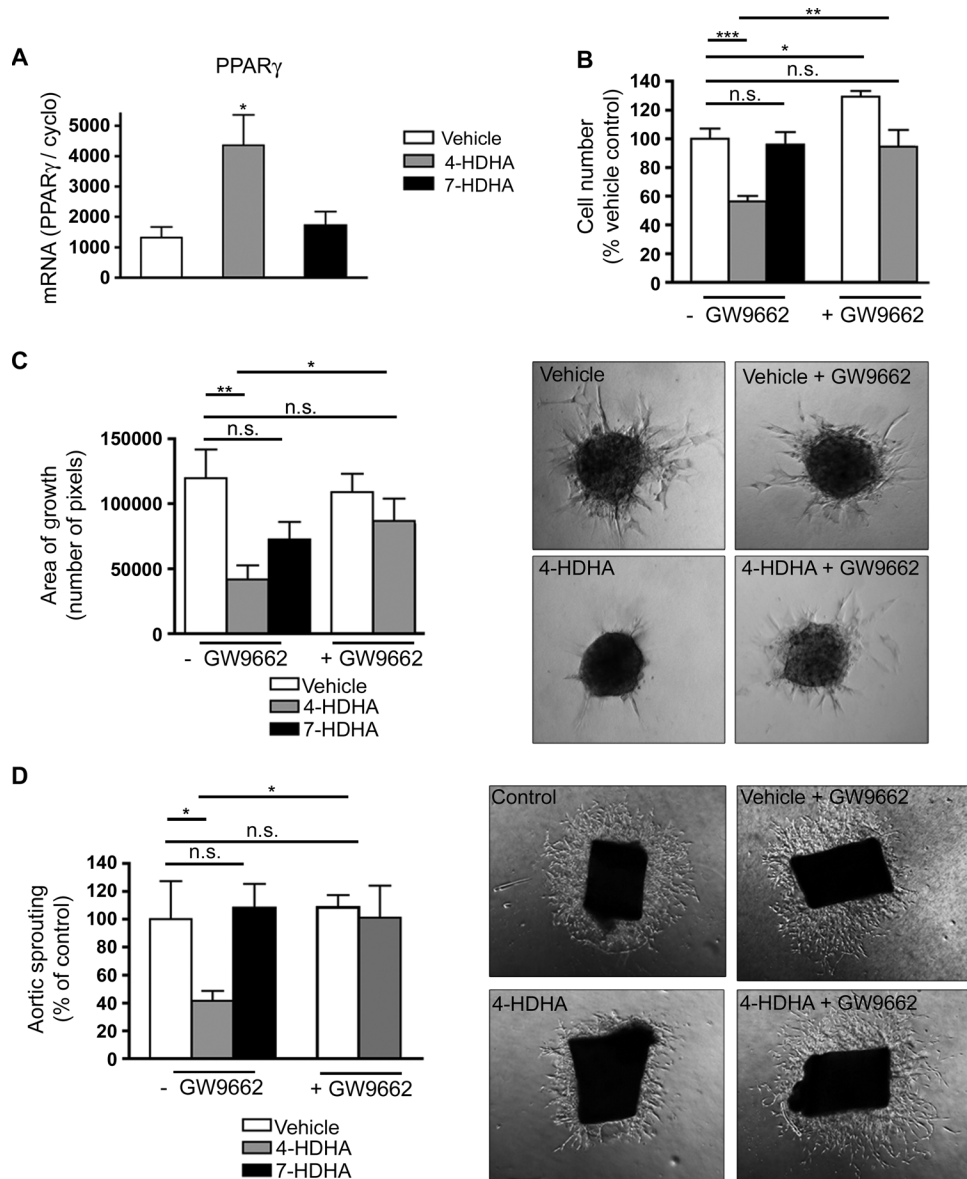 A
PPARγ
*
mRNA (PPARγ / cyclo)
5000
4000
3000
2000
1000
0
Vehicle
4-HDHA
7-HDHA
B
**
***
*
n.s.
n.s.
Cell number
(% vehicle control)
140
120
100
80
60
40
20
0
- GW9662
+ GW9662
C
*
**
n.s.
n.s.
Area of growth
(number of pixels)
150000
100000
50000
0
- GW9662
+ GW9662
Vehicle
4-HDHA
7-HDHA
Vehicle
Vehicle + GW9662
4-HDHA
4-HDHA + GW9662
D
*
*
n.s.
n.s.
Aortic sprouting
(% of control)
140
120
100
80
60
40
20
0
- GW9662
+ GW9662
Vehicle
4-HDHA
7-HDHA
Control
Vehicle + GW9662
4-HDHA
4-HDHA + GW9662